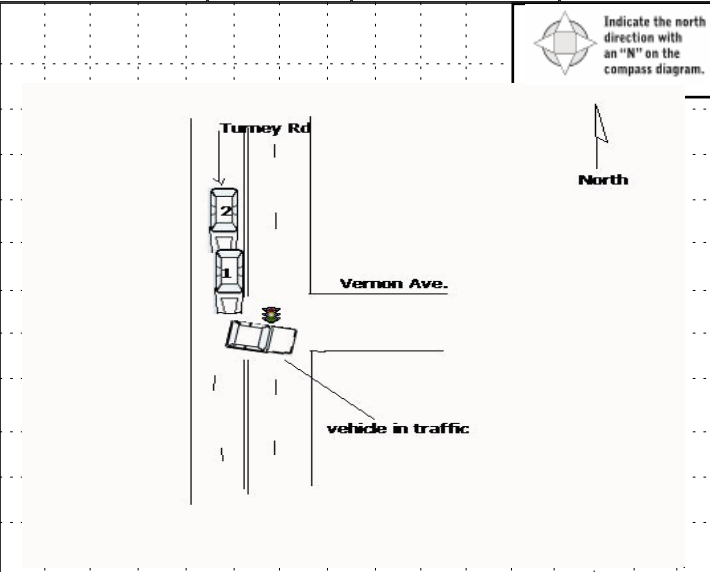 Indicate the north
direction with
an “N” on the
compass diagram.
Turney Rd
North
2
1
Vernon Ave.
vehicle in traffic